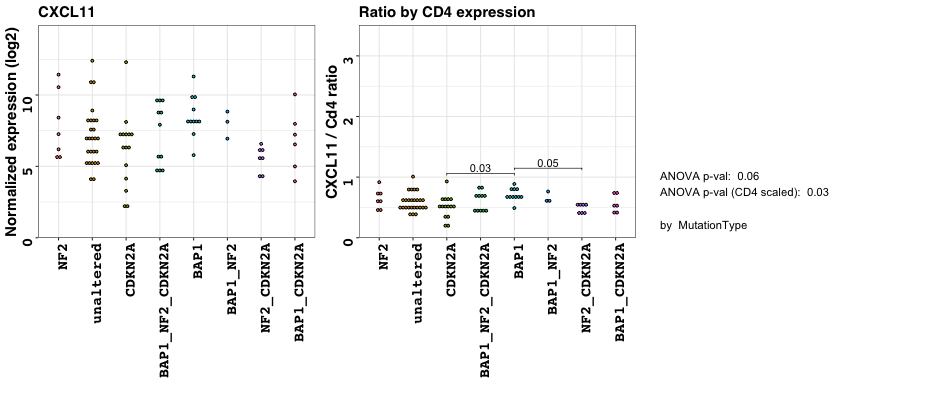 CXCL11
Normalized expression (log2)
0
5
10
NF2
unaltered
CDKN2A
BAP1_NF2_CDKN2A
BAP1
BAP1_NF2
NF2_CDKN2A
BAP1_CDKN2A
Ratio by CD4 expression
CXCL11 / Cd4 ratio
0
1
2
3
0.03
0.05
NF2
unaltered
CDKN2A
BAP1_NF2_CDKN2A
BAP1
BAP1_NF2
NF2_CDKN2A
BAP1_CDKN2A
ANOVA p-val: 0.06
ANOVA p-val (CD4 scaled): 0.03
by MutationType